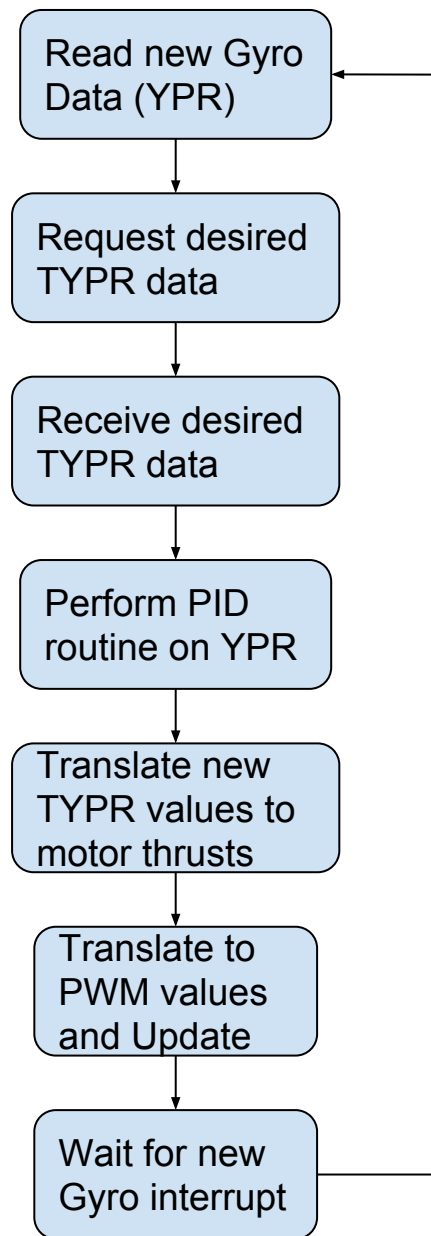 Read new Gyro
Data (YPR)
Request desired
TYPR data
Receive desired
TYPR data
Perform PID
routine on YPR
Translate new
TYPR values to
motor thrusts
Translate to
PWM values
and Update
Wait for new
Gyro interrupt